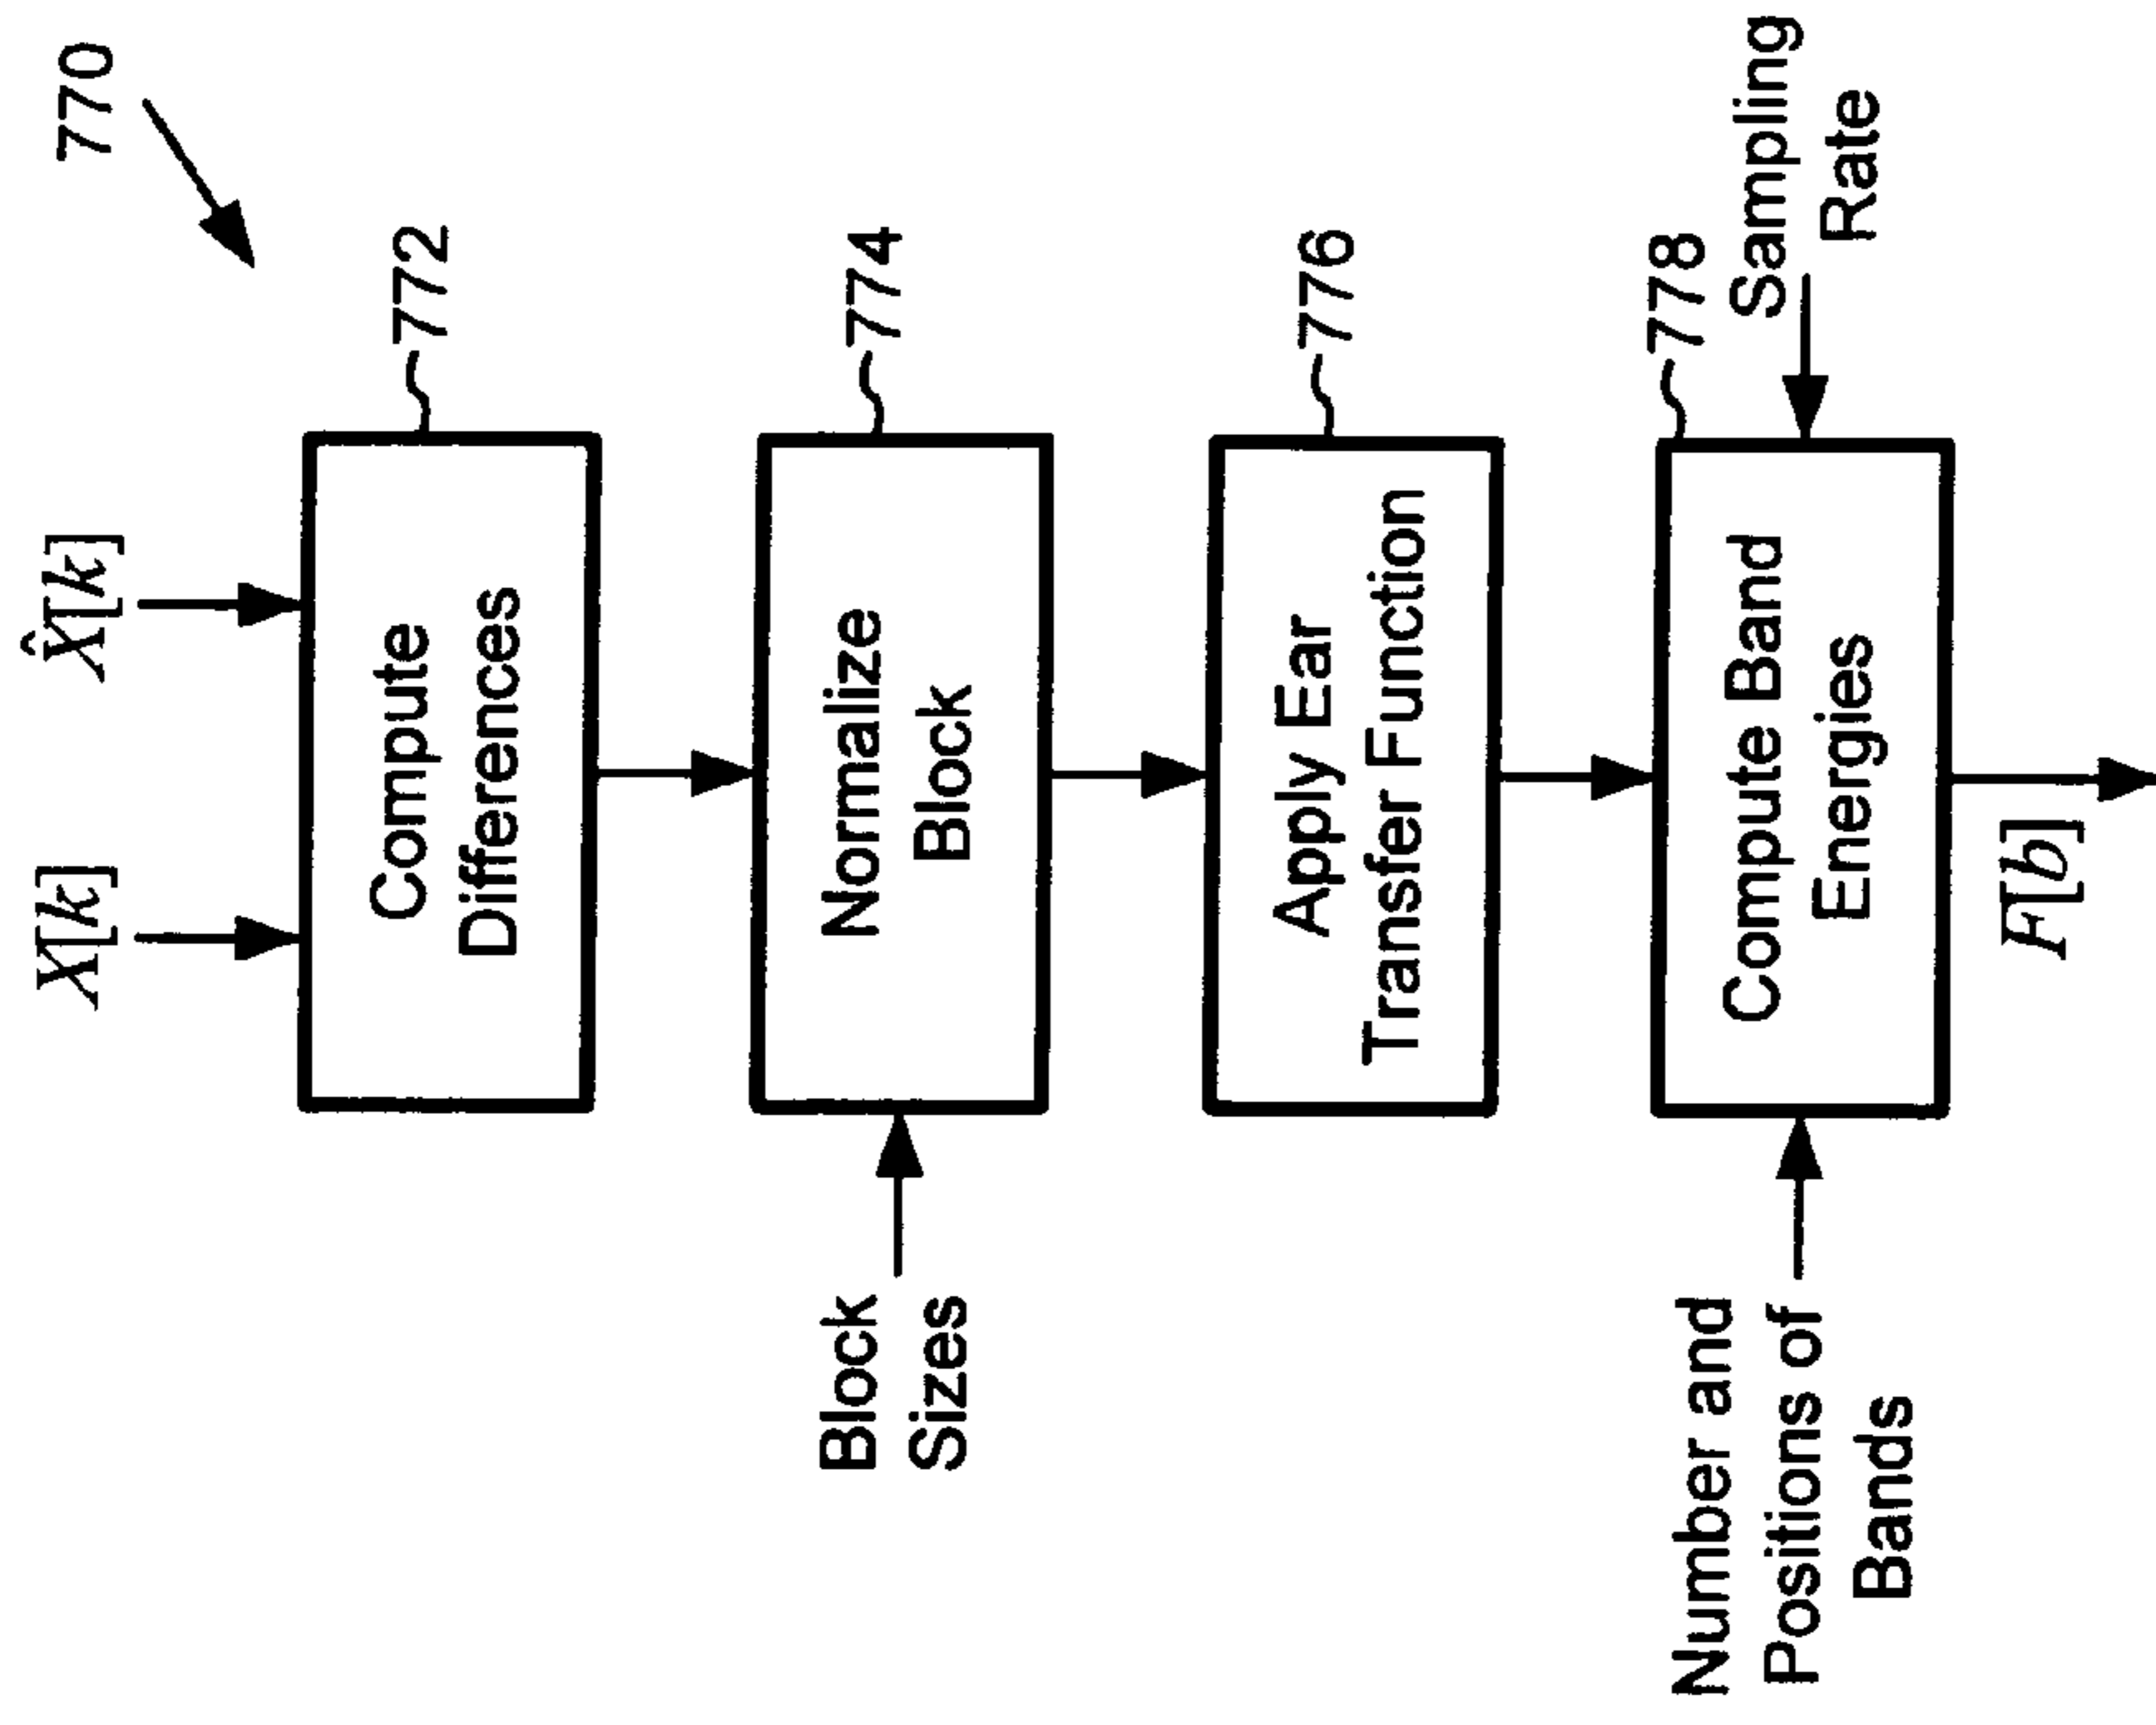 770
X[k]
X̂[k]
Compute
Differences
772
Block
Sizes
Normalize
Block
774
Apply Ear
Transfer Function
776
Number and
Positions of
Bands
Compute Band
Energies
778
Sampling
Rate
F[b]